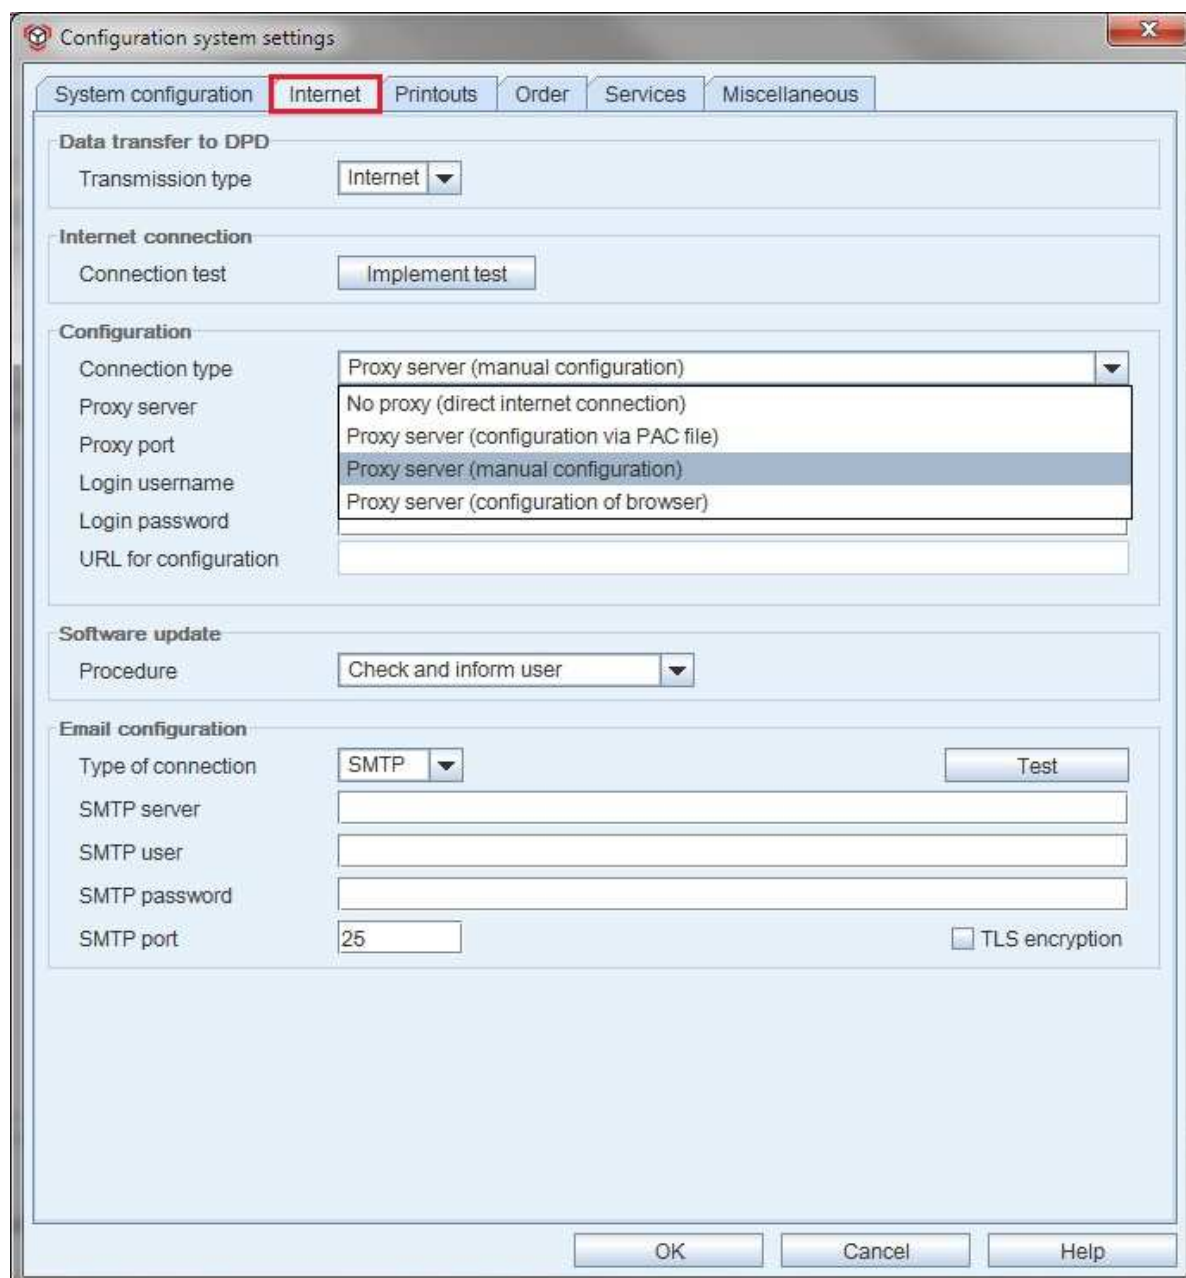 Configuration system settings
System configuration Internet Printouts Order Services Miscellaneous
Data transfer to DPD
Transmission type Internet
Internet connection
Connection test Implement test
Configuration
Connection type Proxy server (manual configuration)
Proxy server No proxy (direct internet connection)
Proxy port Proxy server (configuration via PAC file)
Proxy server (manual configuration)
Login username
Proxy server (configuration of browser)
Login password
URL for configuration
Software update
Procedure Check and inform user
Email configuration
Type of connection SMTP Test
SMTP server
SMTP user
SMTP password
SMTP port 25 TLS encryption
OK Cancel Help